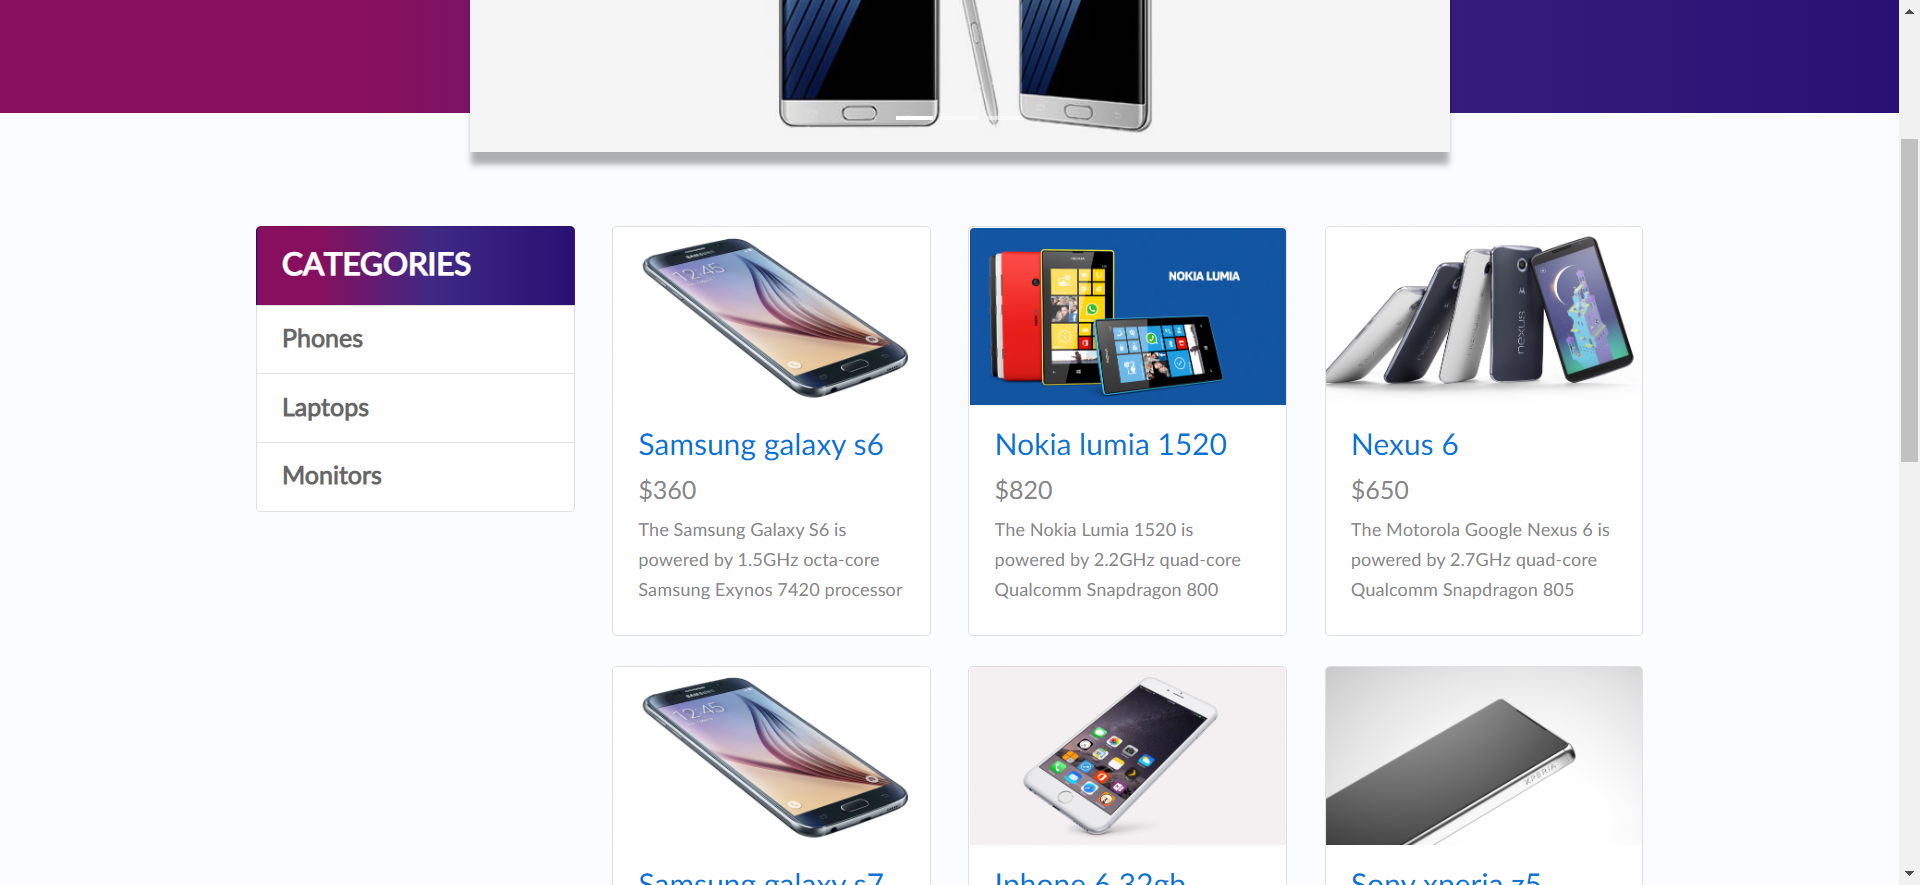 CATEGORIES
Phones
Laptops
Monitors
SAMSUNG
12:45
Samsung galaxy s6
$360
The Samsung Galaxy S6 is
powered by 1.5GHz octa-core
Samsung Exynos 7420 processor
NOKIA LUMIA
Nokia lumia 1520
$820
The Nokia Lumia 1520 is
powered by 2.2GHz quad-core
Qualcomm Snapdragon 800
nexus
Nexus 6
$650
The Motorola Google Nexus 6 is
powered by 2.7GHz quad-core
Qualcomm Snapdragon 805
SAMSUNG
12:45
Samsung galaxy s7
Iphone 6 32gb
XPERIA
Sony xperia z5